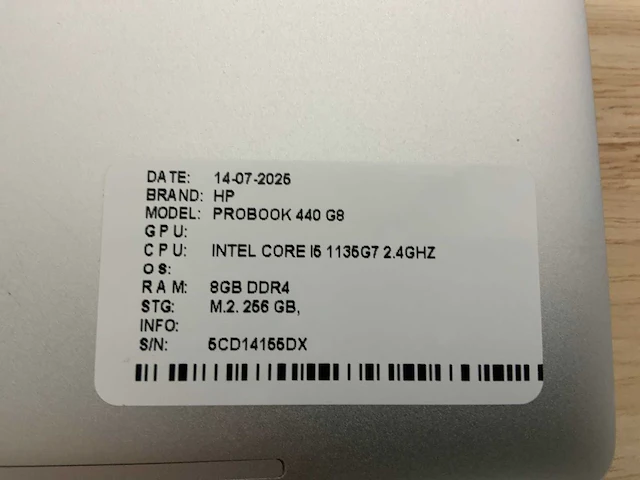 DATE: 14-07-2025
BRAND: HP
MODEL: PROBOOK 440 G8
GPU:
CPU: INTEL CORE I5 1135G7 2.4GHZ
OS:
RAM: 8GB DDR4
STG: M.2. 256 GB,
INFO:
S/N: 5CD14155DX